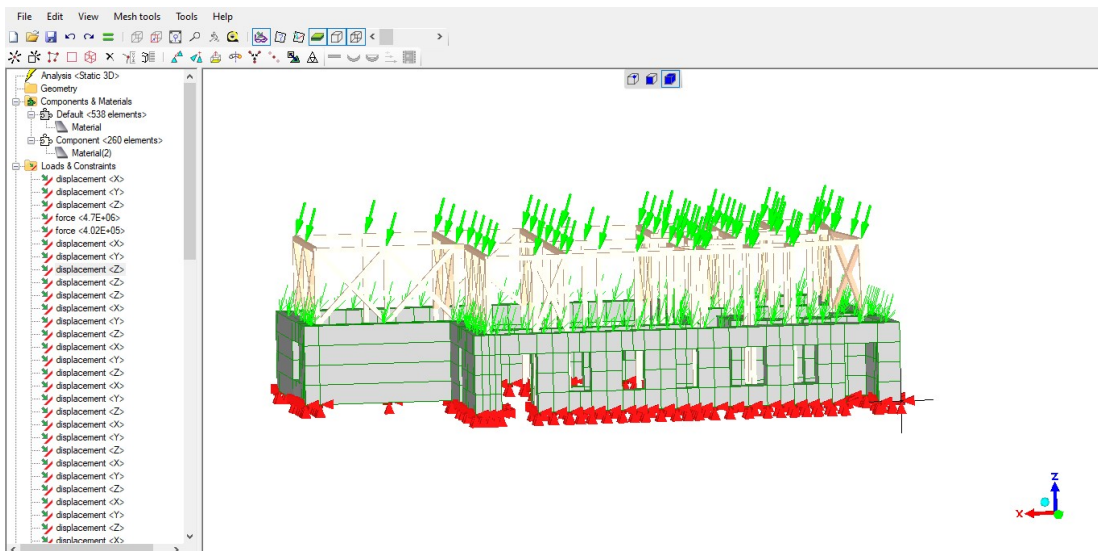 File Edit View Mesh tools Tools Help
Analysis <Static 3D>
Geometry
Components & Materials
Default <538 elements>
Material
Component <260 elements>
Material(2)
Loads & Constraints
displacement <X>
displacement <Y>
displacement <Z>
force <4.7E+06>
force <4.02E+05>
displacement <X>
displacement <Y>
displacement <Z>
displacement <Z>
displacement <Z>
displacement <X>
displacement <Y>
displacement <Z>
displacement <X>
displacement <Y>
displacement <Z>
displacement <X>
displacement <Y>
displacement <Z>
displacement <X>
displacement <Y>
displacement <Z>
displacement <X>
displacement <Y>
displacement <Z>
displacement <X>
displacement <Y>
displacement <Z>
displacement <X>
Z
X